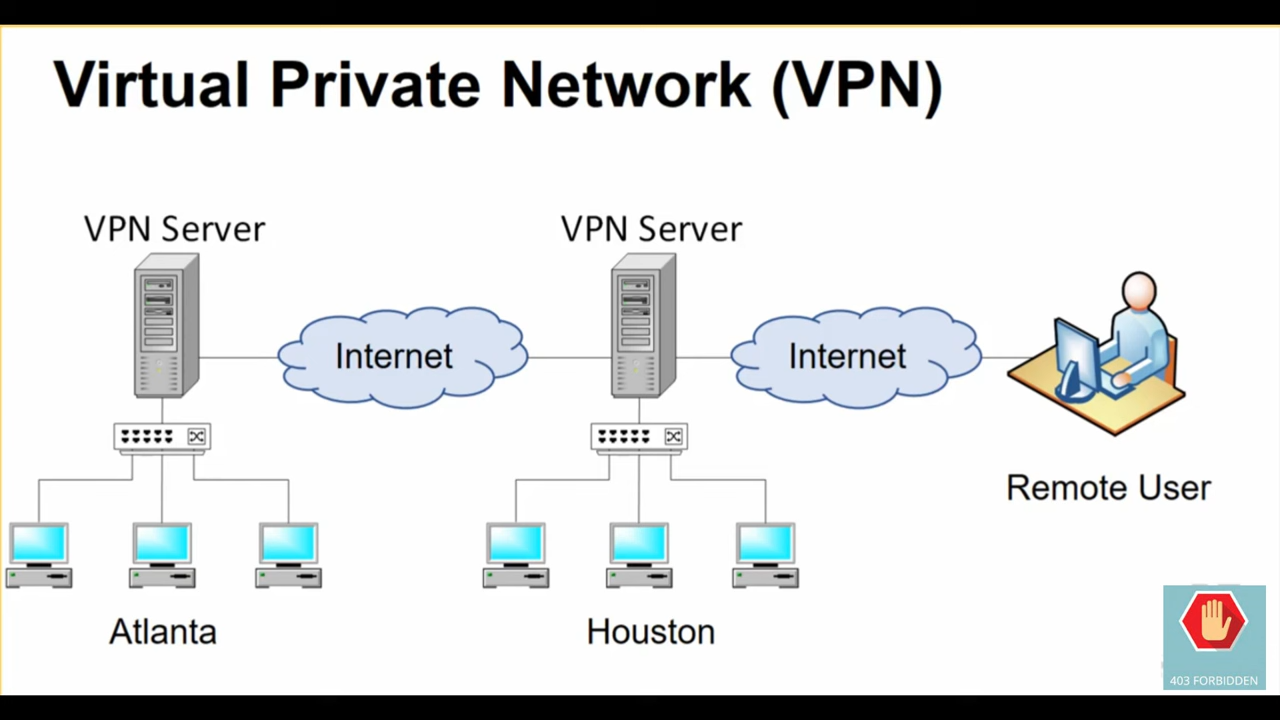 Virtual Private Network (VPN)
VPN Server
VPN Server
Internet
Internet
Remote User
Atlanta
Houston
403 FORBIDDEN